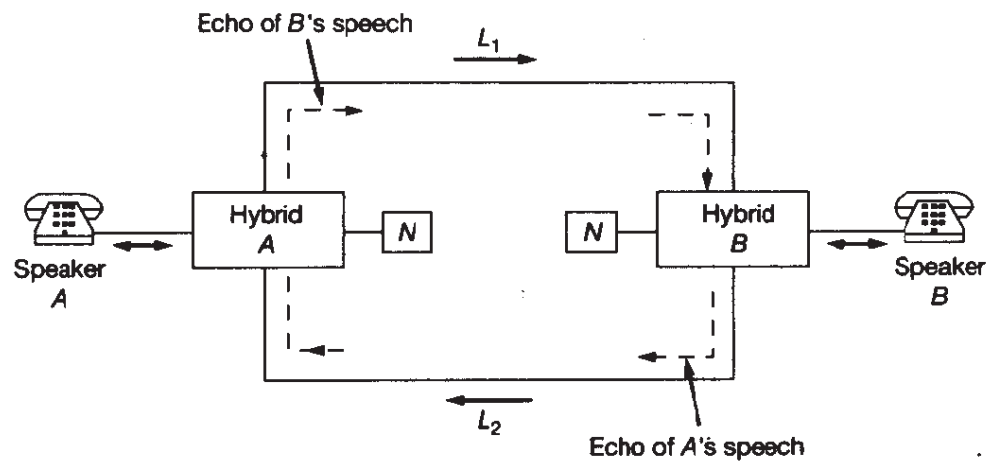 Echo of B's speech
L1
Hybrid
A
N
N
Hybrid
B
Speaker
A
Speaker
B
L2
Echo of A's speech